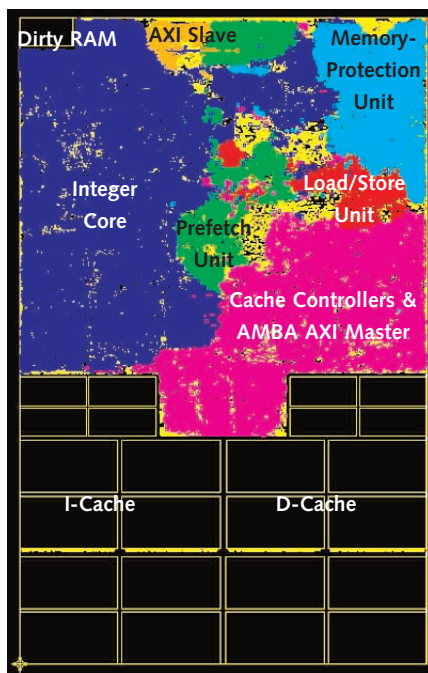 Dirty RAM
AXI Slave
Memory-
Protection
Unit
Integer
Core
Load/Store
Unit
Prefetch
Unit
Cache Controllers &
AMBA AXI Master
I-Cache
D-Cache